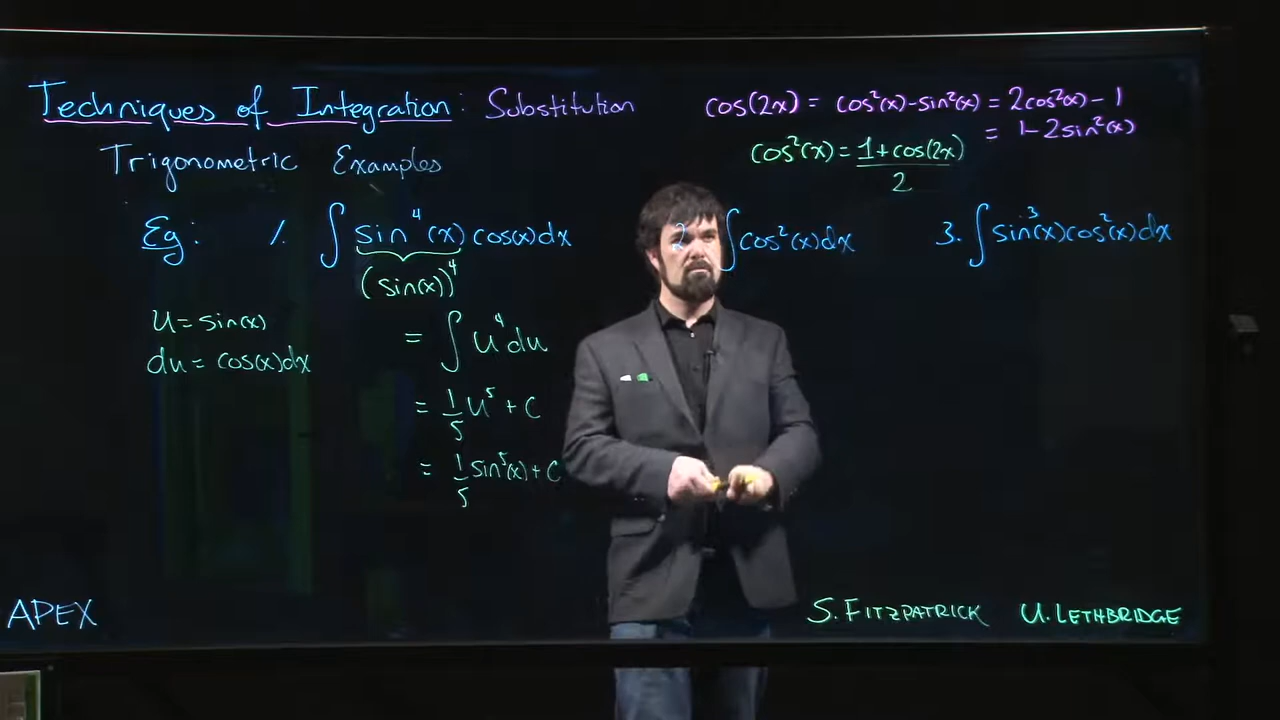 Techniques of Integration: Substitution
cos(2x) = cos²(x)-sin²(x) = 2cos²(x) - 1
= 1-2sin²(x)
Trigonometric Examples
cos²(x) = 1+cos(2x)
2
Eg: 1. ∫ sin⁴(x) cos(x)dx
(sin(x))⁴
2. ∫cos²(x)dx
3. ∫sin³(x)cos²(x)dx
u = sin(x)
du = cos(x)dx
= ∫ u⁴ du
= 1/5 u⁵ + C
= 1/5 sin⁵(x) + C
APEX
S. FITZPATRICK U. LETHBRIDGE